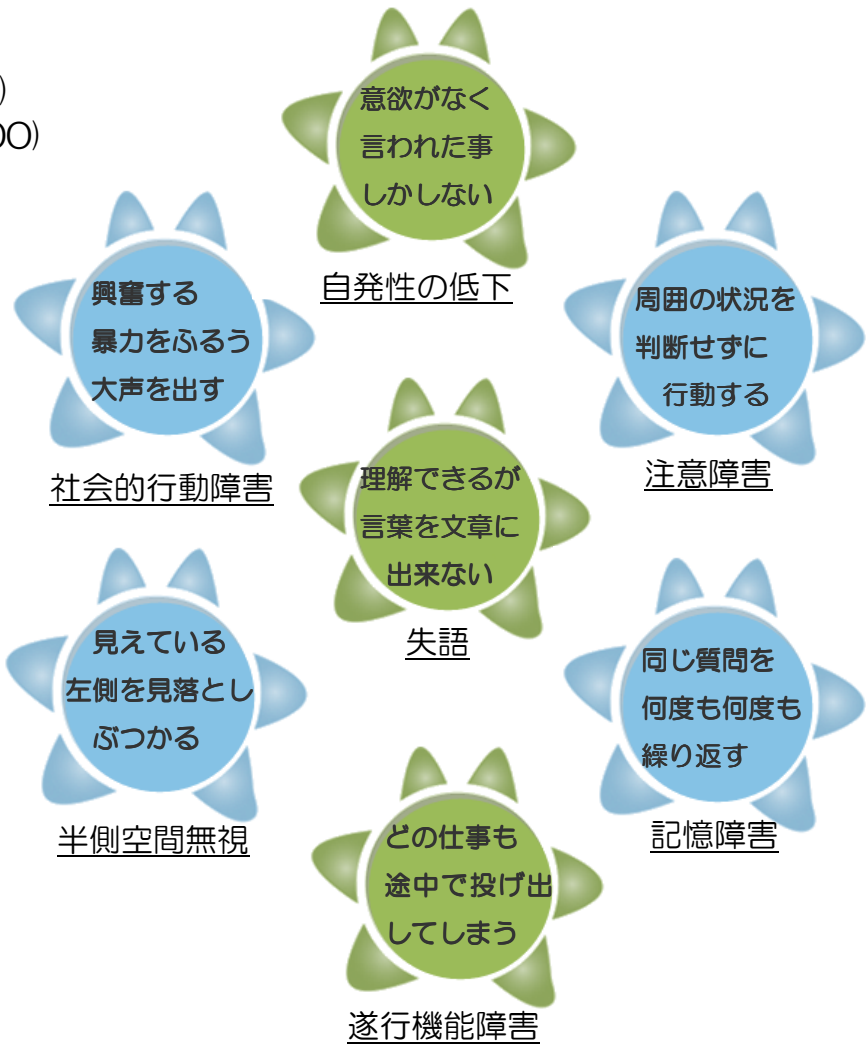 )
00)
意欲がなく
言われた事
しかしない
自発性の低下
興奮する
暴力をふるう
大声を出す
社会的行動障害
周囲の状況を
判断せずに
行動する
注意障害
理解できるが
言葉を文章に
出来ない
失語
見えている
左側を見落とし
ぶつかる
半側空間無視
同じ質問を
何度も何度も
繰り返す
記憶障害
どの仕事も
途中で投げ出
してしまう
遂行機能障害